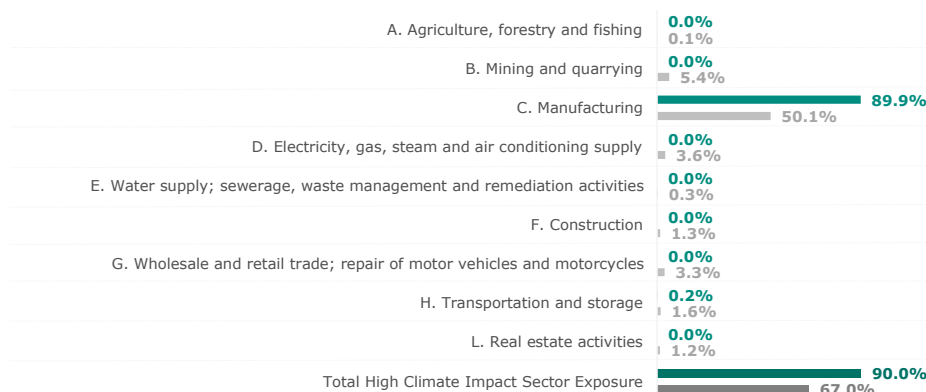 A. Agriculture, forestry and fishing
0.0%
0.1%
B. Mining and quarrying
0.0%
5.4%
C. Manufacturing
89.9%
50.1%
D. Electricity, gas, steam and air conditioning supply
0.0%
3.6%
E. Water supply; sewerage, waste management and remediation activities
0.0%
0.3%
F. Construction
0.0%
1.3%
G. Wholesale and retail trade; repair of motor vehicles and motorcycles
0.0%
3.3%
H. Transportation and storage
0.2%
1.6%
L. Real estate activities
0.0%
1.2%
Total High Climate Impact Sector Exposure
90.0%
67.0%